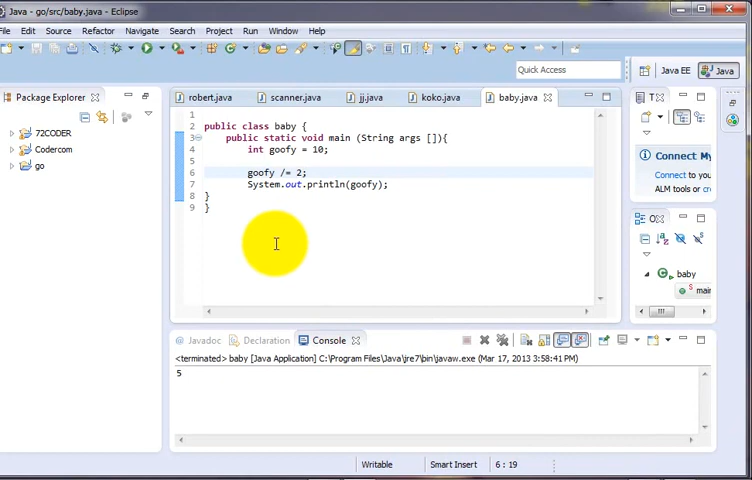 Java - go/src/baby.java - Eclipse
File Edit Source Refactor Navigate Search Project Run Window Help
Quick Access
Java EE
Java
Package Explorer
robert.java
scanner.java
jj.java
koko.java
baby.java
72CODER
Codercom
go
1
2 public class baby {
3 public static void main (String args []){
4 int goofy = 10;
5
6 goofy /= 2;
7 System.out.println(goofy);
8 }
9 }
T
Connect My
Connect to you
ALM tools or cre
O
baby
main
Javadoc
Declaration
Console
<terminated> baby [Java Application] C:\Program Files\Java\jre7\bin\javaw.exe (Mar 17, 2013 3:58:41 PM)
5
Writable
Smart Insert
6 : 19